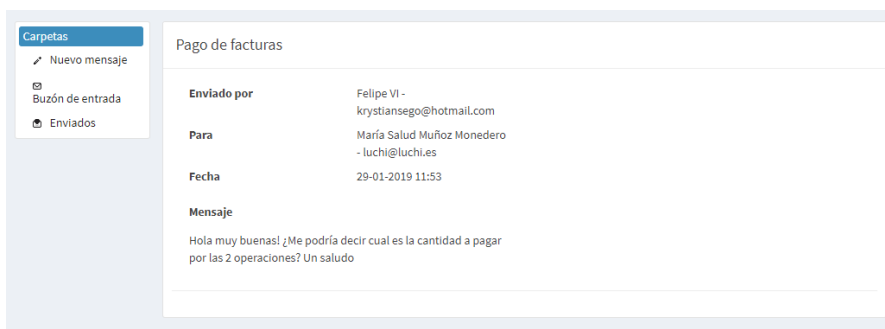 Carpetas
Nuevo mensaje
Buzón de entrada
Enviados
Pago de facturas
Enviado por
Felipe VI -
krystiansego@hotmail.com
Para
María Salud Muñoz Monedero
- luchi@luchi.es
Fecha
29-01-2019 11:53
Mensaje
Hola muy buenas! ¿Me podría decir cual es la cantidad a pagar
por las 2 operaciones? Un saludo